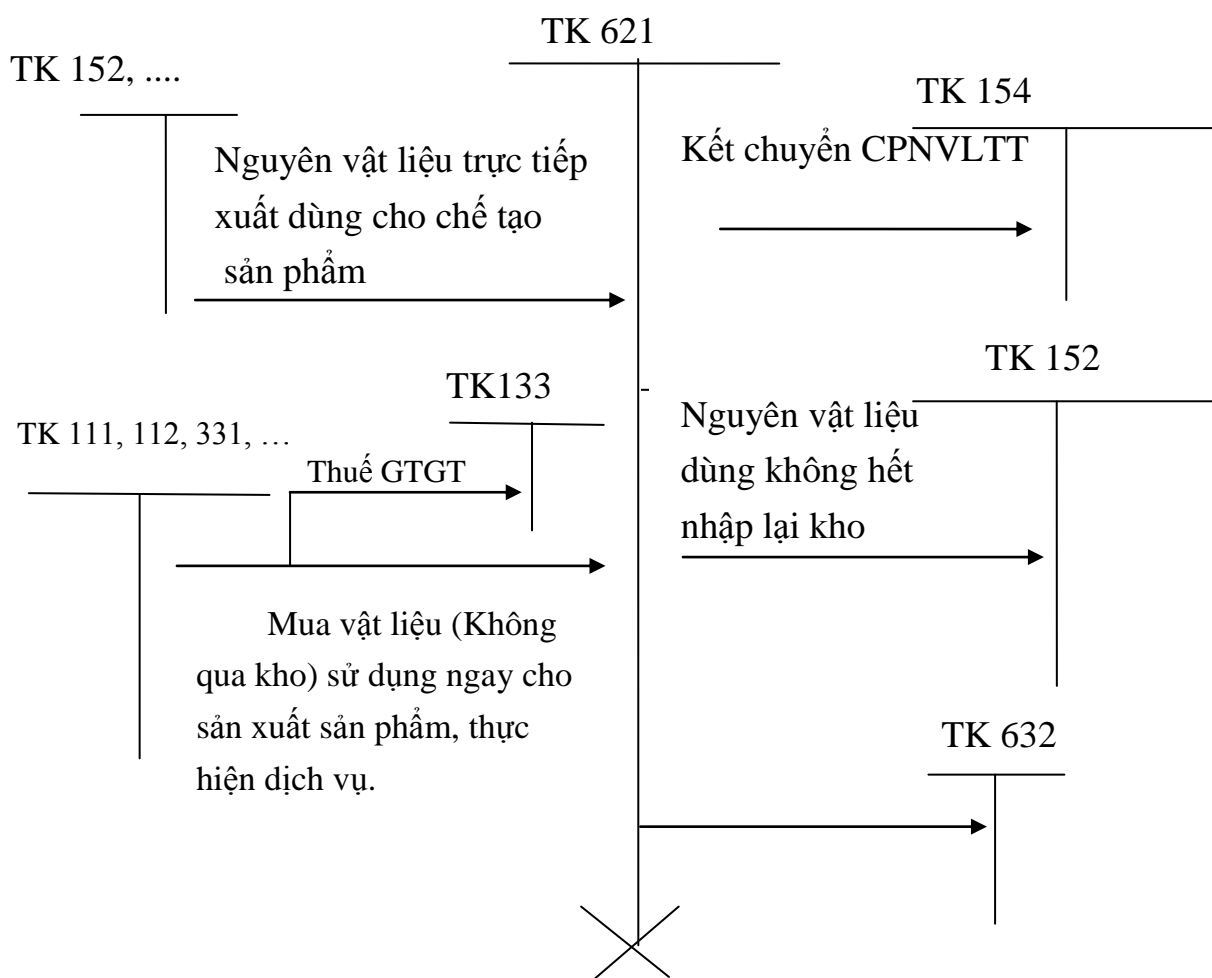 TK 621
TK 152, ....
TK 154
Nguyên vật liệu trực tiếp
xuất dùng cho chế tạo
sản phẩm
Kết chuyển CPNVLTT
TK 152
TK133
TK 111, 112, 331, …
Thuế GTGT
Nguyên vật liệu
dùng không hết
nhập lại kho
Mua vật liệu (Không
qua kho) sử dụng ngay cho
sản xuất sản phẩm, thực
hiện dịch vụ.
TK 632